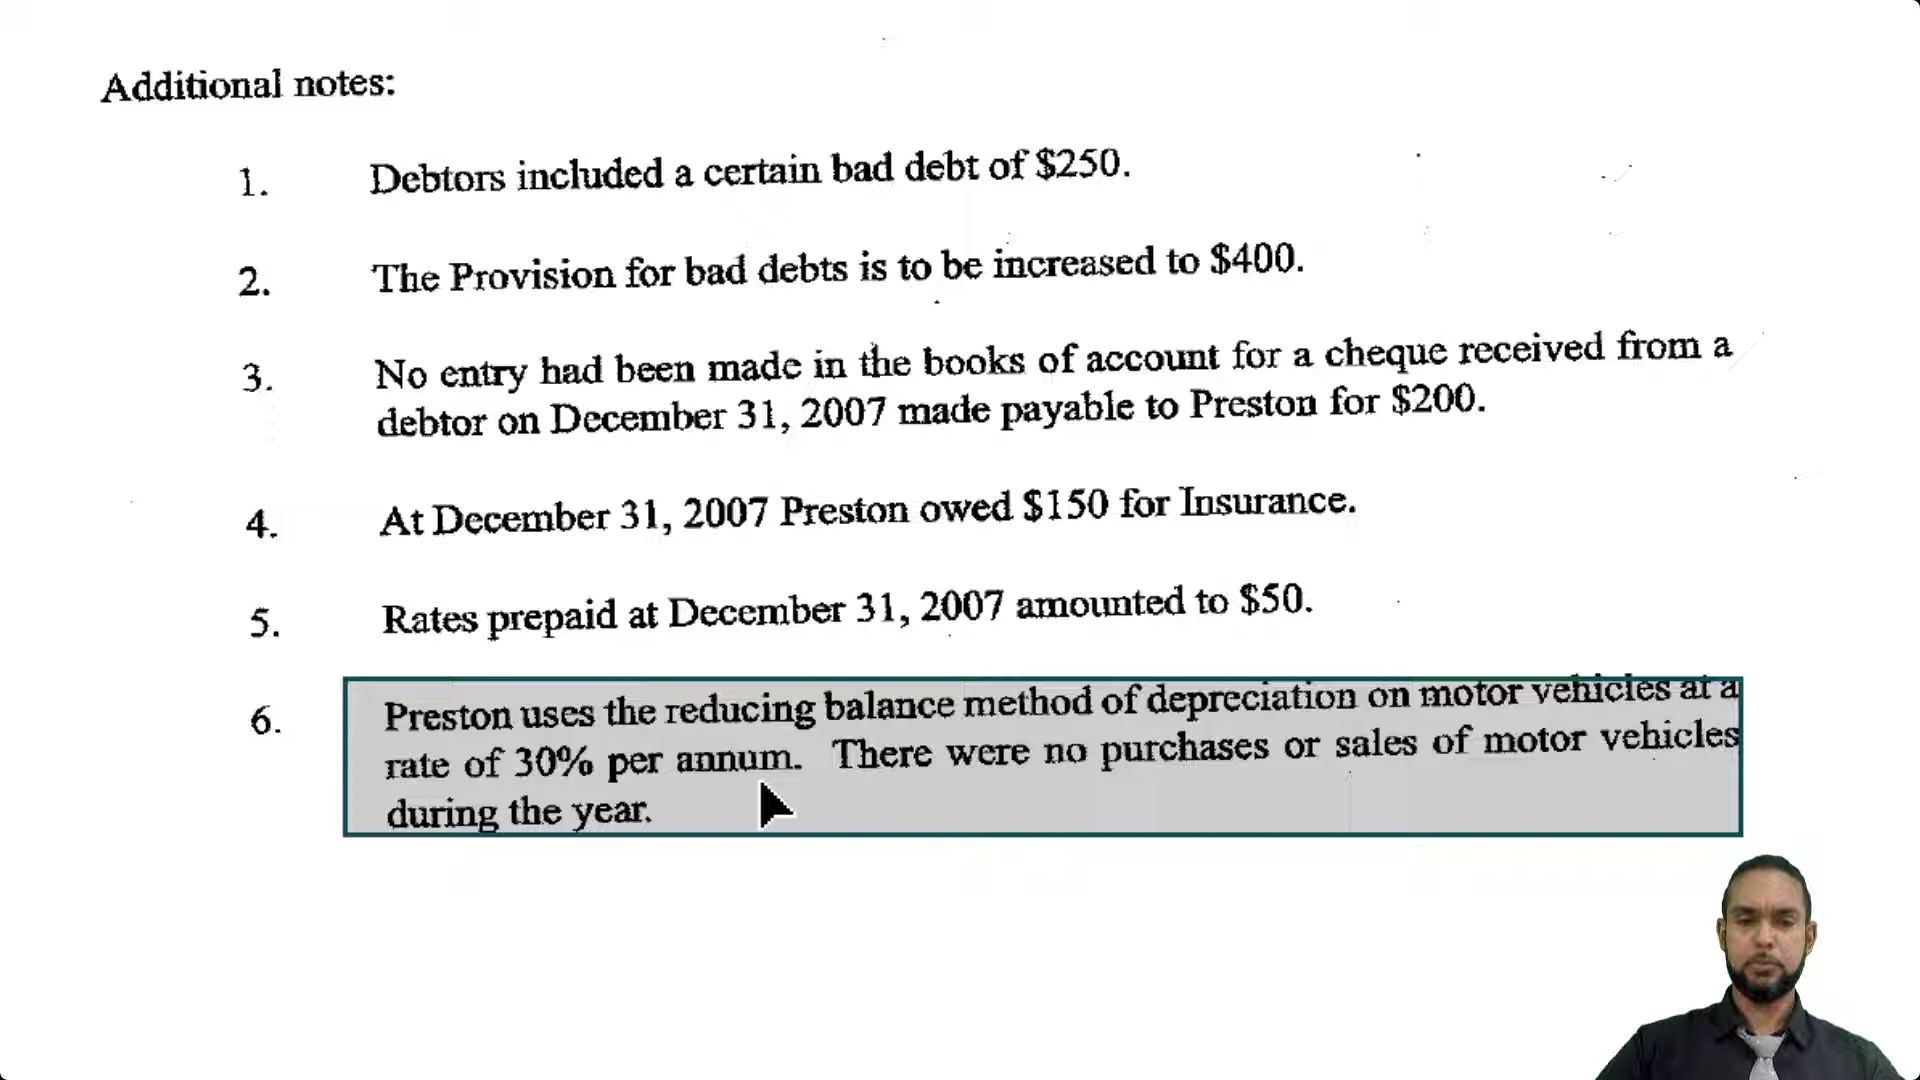 Additional notes:
1. Debtors included a certain bad debt of $250.
2. The Provision for bad debts is to be increased to $400.
3. No entry had been made in the books of account for a cheque received from a
debtor on December 31, 2007 made payable to Preston for $200.
4. At December 31, 2007 Preston owed $150 for Insurance.
5. Rates prepaid at December 31, 2007 amounted to $50.
6. Preston uses the reducing balance method of depreciation on motor vehicles at a
rate of 30% per annum. There were no purchases or sales of motor vehicles
during the year.